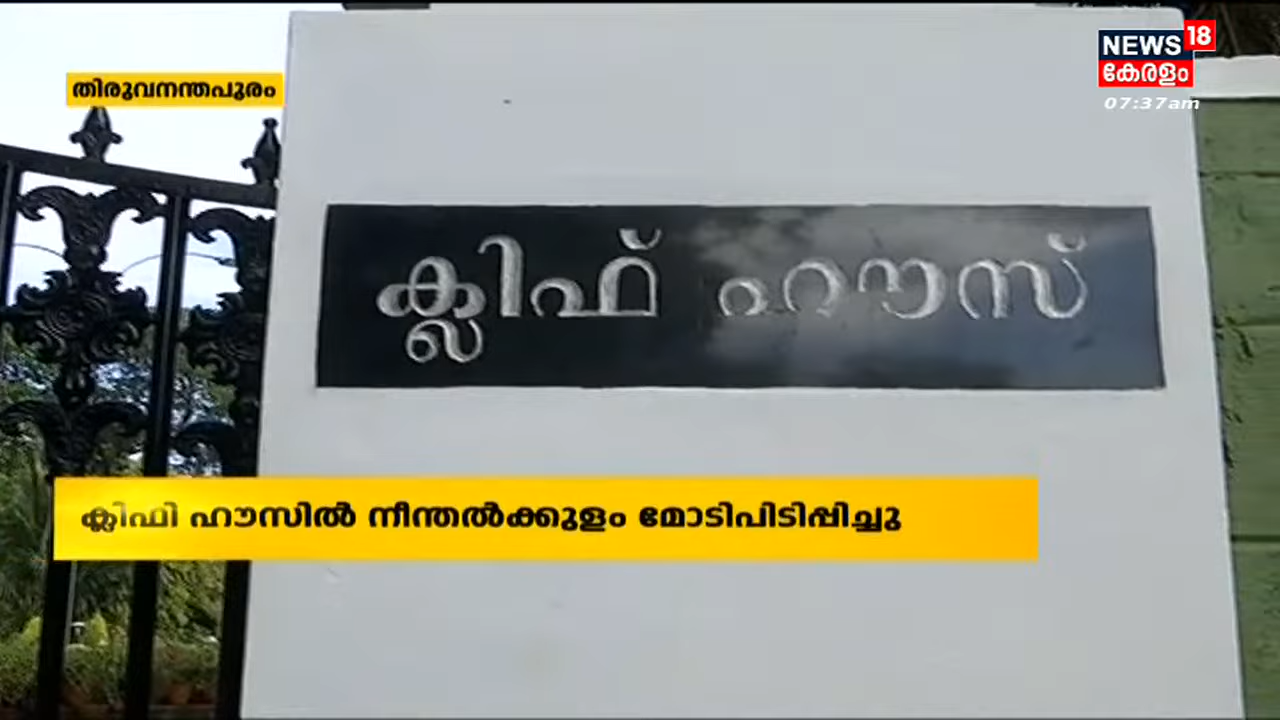 NEWS 18
കേരളം
07:37am
തിരുവനന്തപുരം
ക്ലിഫ് ഹൗസ്
ക്ലിഫി ഹൗസിൽ നീന്തൽക്കുളം മോടിപിടിപ്പിച്ചു